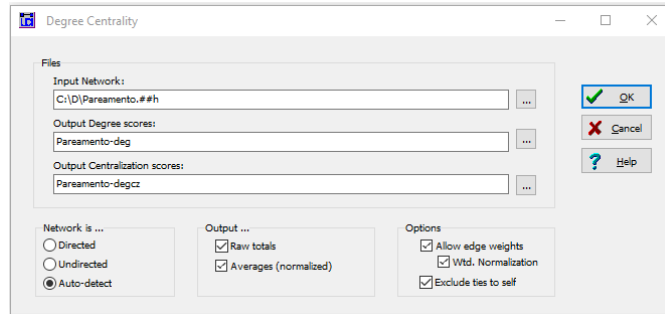 Degree Centrality
Files
Input Network:
C:\D\Pareamento.##h
...
Output Degree scores:
Pareamento-deg
...
Output Centralization scores:
Pareamento-degcz
...
OK
Cancel
? Help
Network is ...
Directed
Undirected
Auto-detect
Output ...
Raw totals
Averages (normalized)
Options
Allow edge weights
Wtd. Normalization
Exclude ties to self